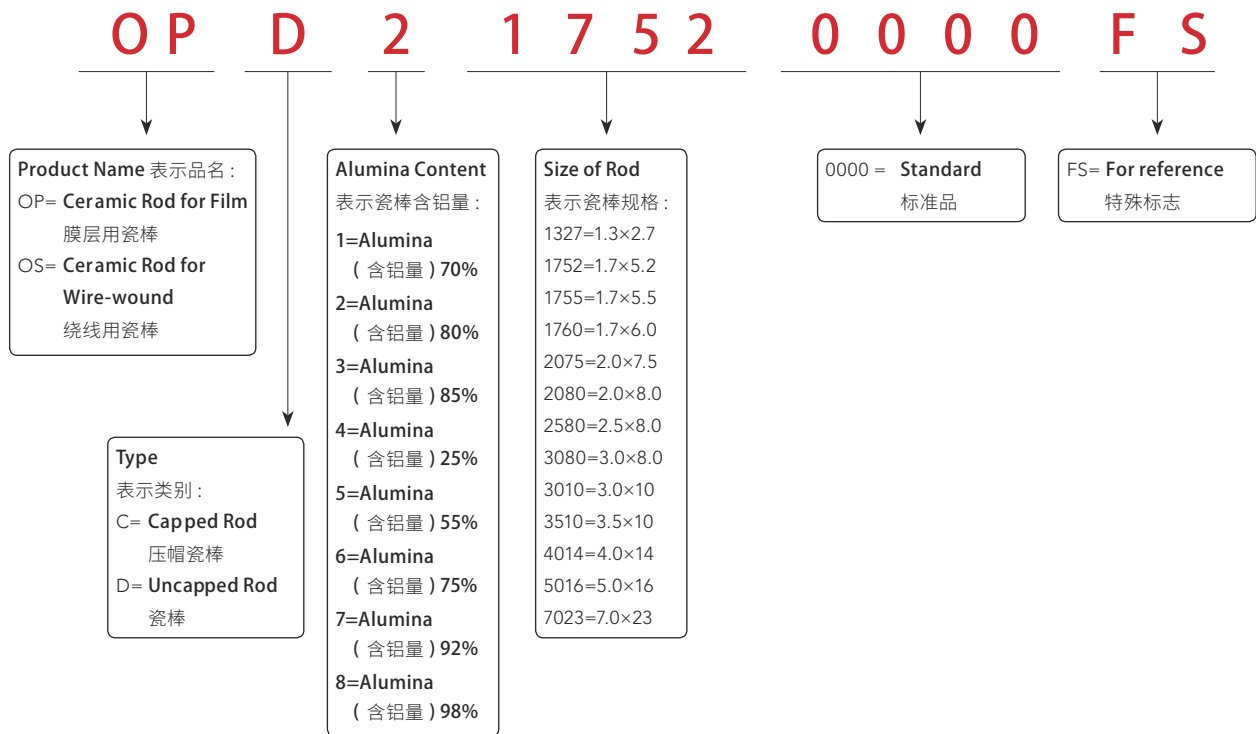 O P D 2 1 7 5 2 0 0 0 0 F S
Product Name 表示品名 :
OP= Ceramic Rod for Film
膜层用瓷棒
OS= Ceramic Rod for
Wire-wound
绕线用瓷棒
Type
表示类别 :
C= Capped Rod
压帽瓷棒
D= Uncapped Rod
瓷棒
Alumina Content
表示瓷棒含铝量 :
1=Alumina
( 含铝量 ) 70%
2=Alumina
( 含铝量 ) 80%
3=Alumina
( 含铝量 ) 85%
4=Alumina
( 含铝量 ) 25%
5=Alumina
( 含铝量 ) 55%
6=Alumina
( 含铝量 ) 75%
7=Alumina
( 含铝量 ) 92%
8=Alumina
( 含铝量 ) 98%
Size of Rod
表示瓷棒规格 :
1327=1.3×2.7
1752=1.7×5.2
1755=1.7×5.5
1760=1.7×6.0
2075=2.0×7.5
2080=2.0×8.0
2580=2.5×8.0
3080=3.0×8.0
3010=3.0×10
3510=3.5×10
4014=4.0×14
5016=5.0×16
7023=7.0×23
0000 = Standard
标准品
FS= For reference
特殊标志